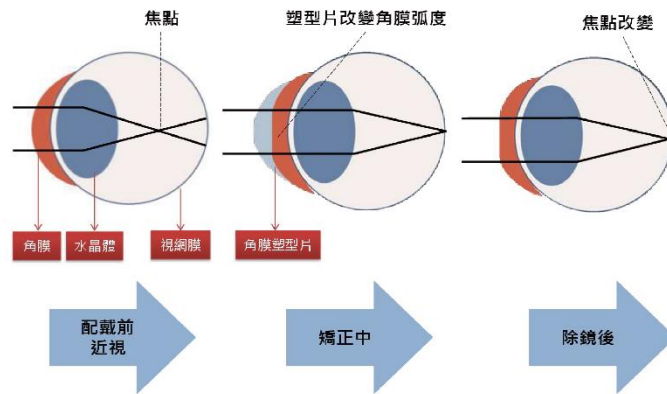 焦點
塑型片改變角膜弧度
焦點改變
角膜
水晶體
視網膜
角膜塑型片
配戴前
近視
矯正中
除鏡後